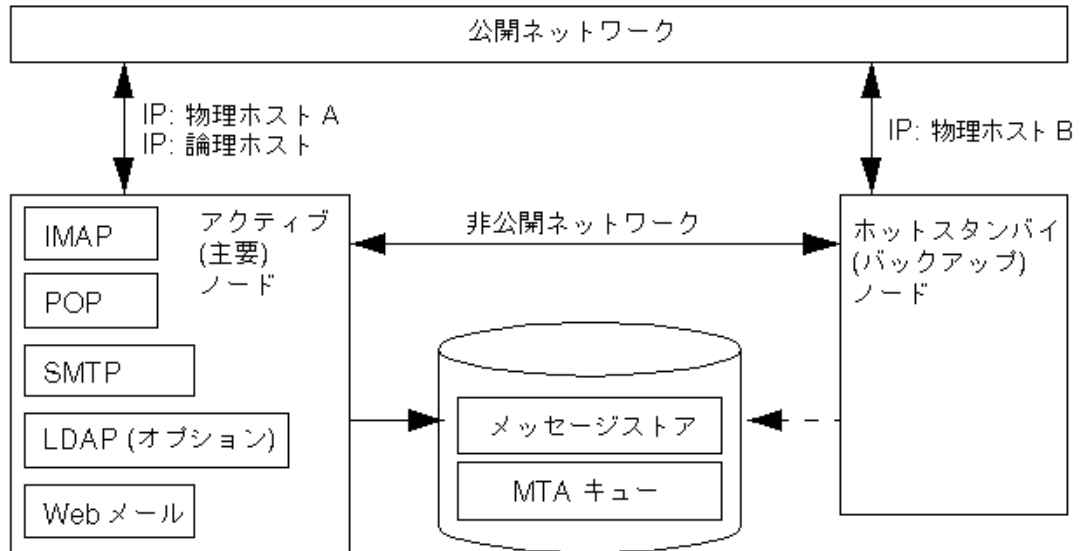 公開ネットワーク
IP: 物理ホスト A
IP: 論理ホスト
IP: 物理ホスト B
IMAP
POP
SMTP
LDAP (オプション)
Web メール
アクティブ
(主要)
ノード
非公開ネットワーク
ホットスタンバイ
(バックアップ)
ノード
メッセージストア
MTA キュー